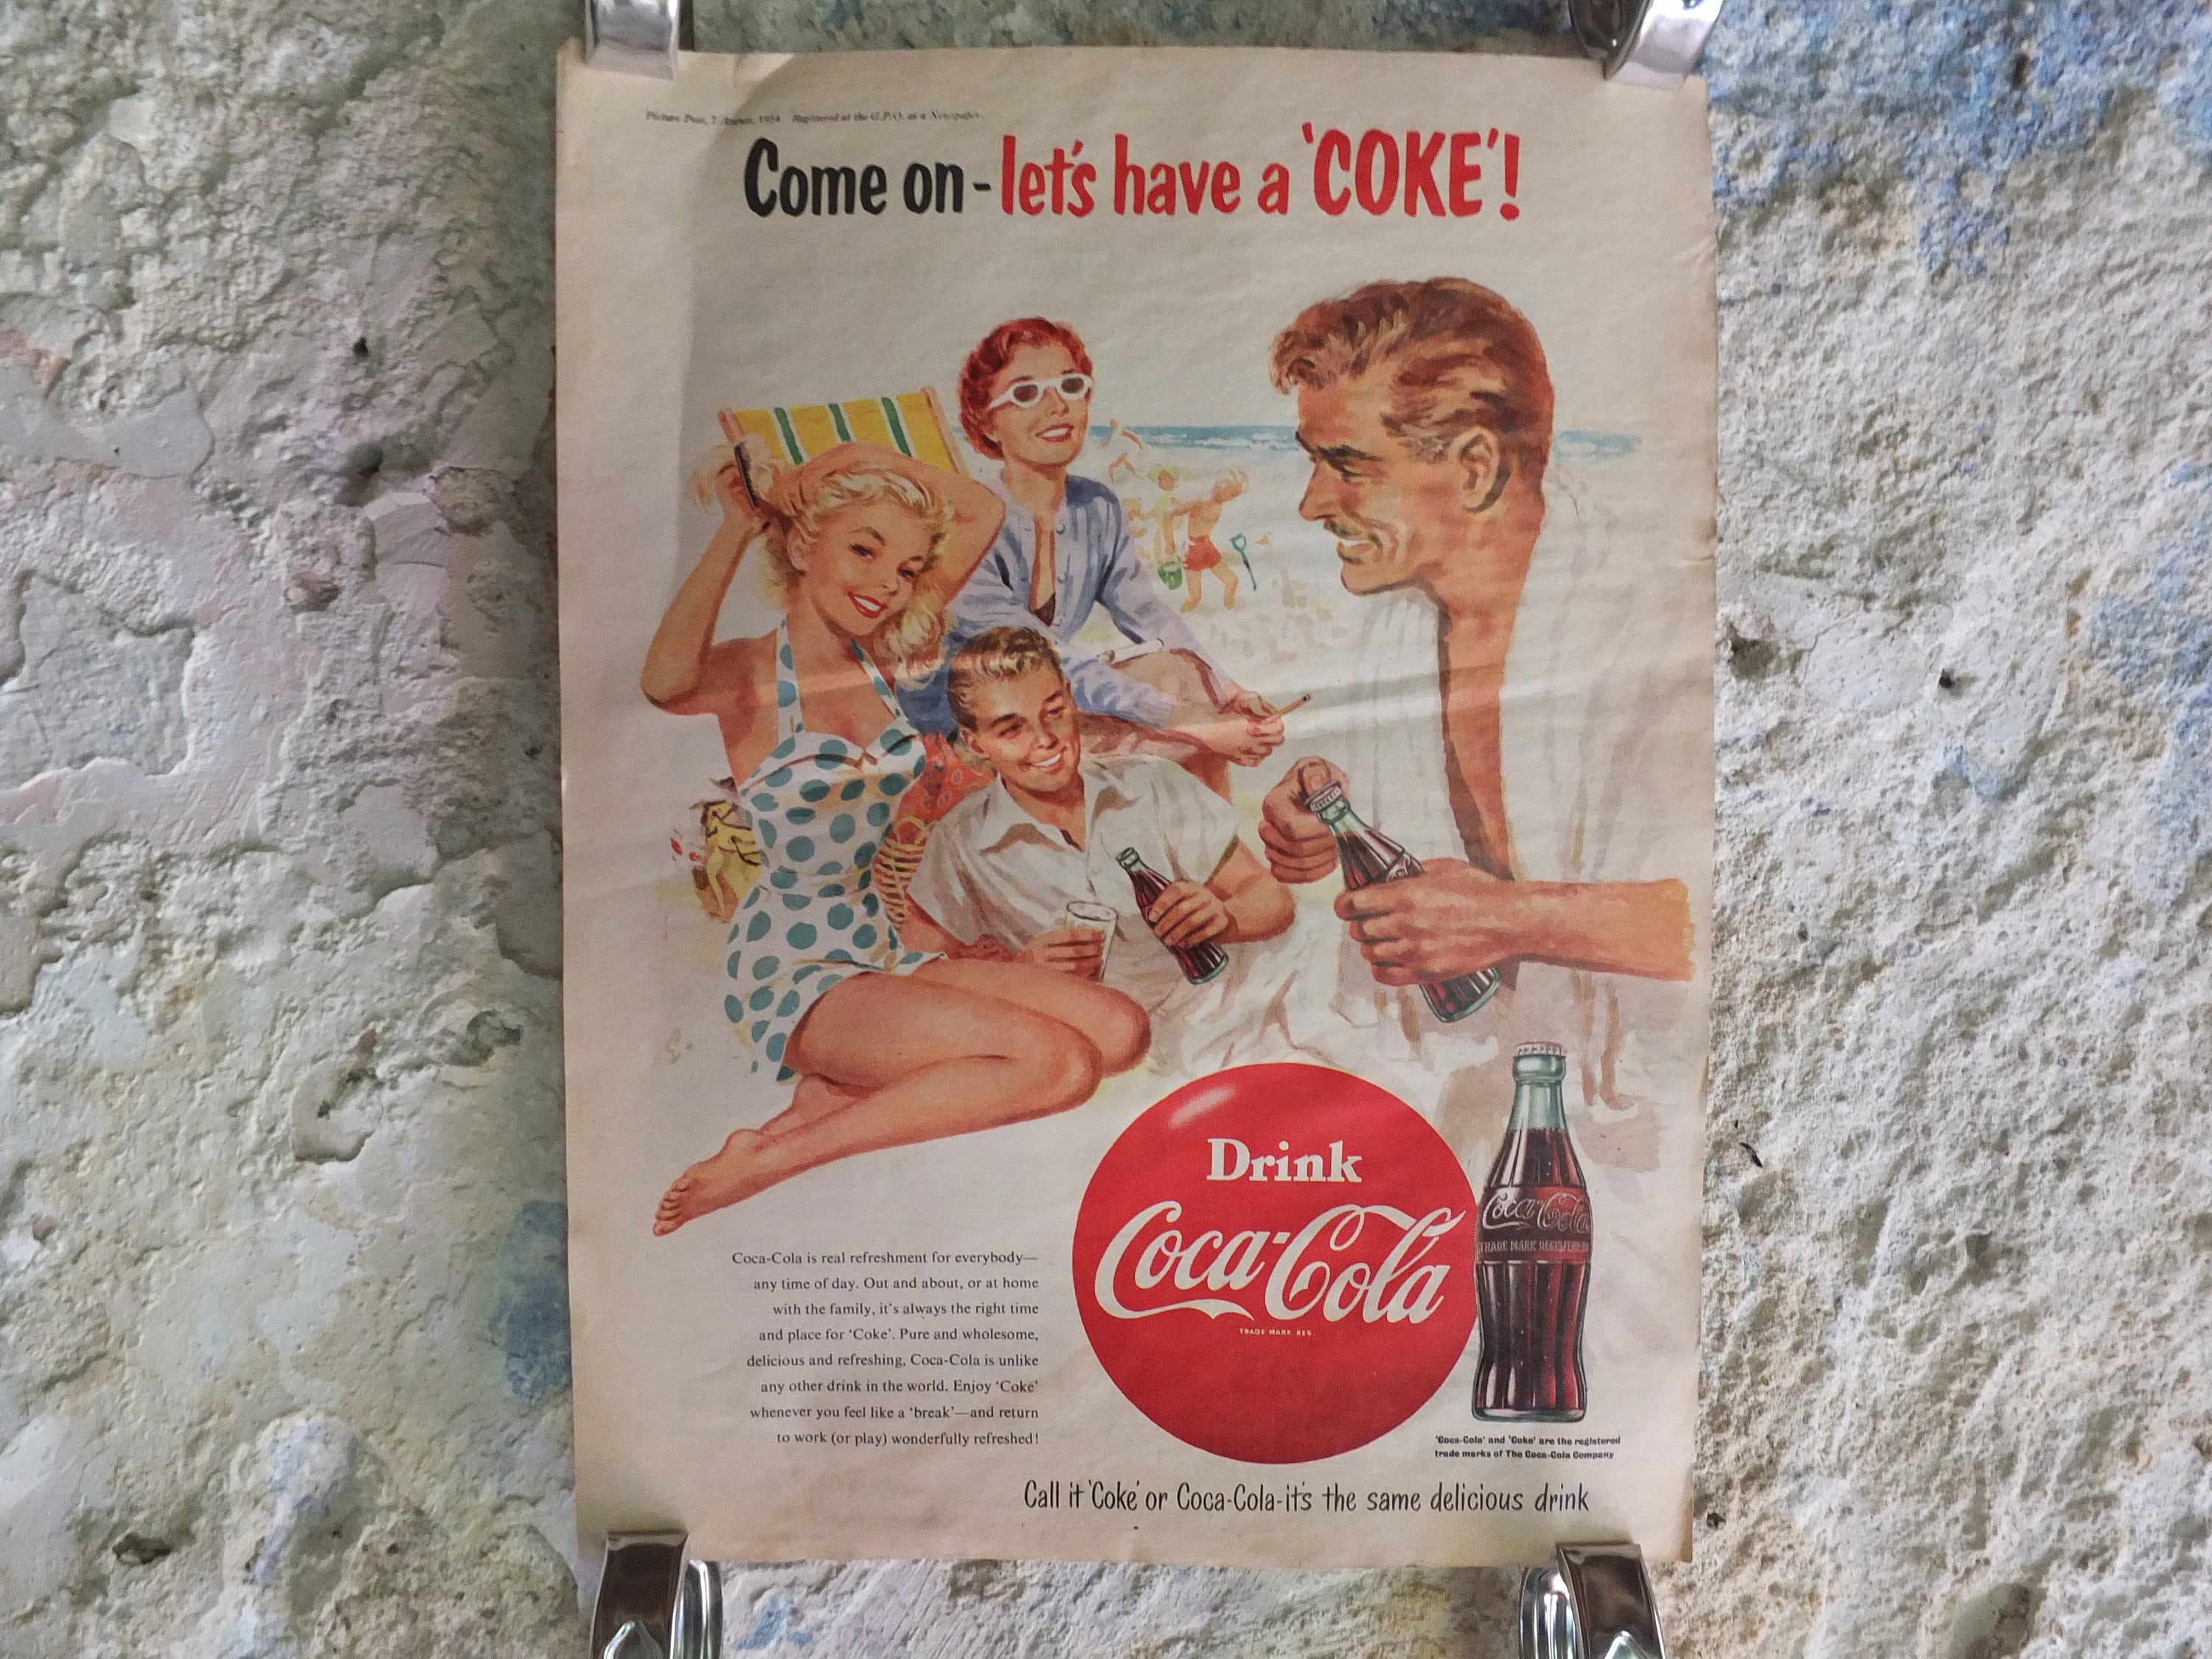 Picture Post, 7 August, 1954 Registered at the G.P.O. as a Newspaper.
Come on - let's have a 'COKE'!
Drink
Coca-Cola
TRADE MARK REG.
Coca-Cola
TRADE MARK REGISTERED
Coca-Cola is real refreshment for everybody—
any time of day. Out and about, or at home
with the family, it's always the right time
and place for 'Coke'. Pure and wholesome,
delicious and refreshing, Coca-Cola is unlike
any other drink in the world. Enjoy 'Coke'
whenever you feel like a 'break'—and return
to work (or play) wonderfully refreshed!
'Coca-Cola' and 'Coke' are the registered
trade marks of The Coca-Cola Company
Call it 'Coke' or Coca-Cola-it's the same delicious drink